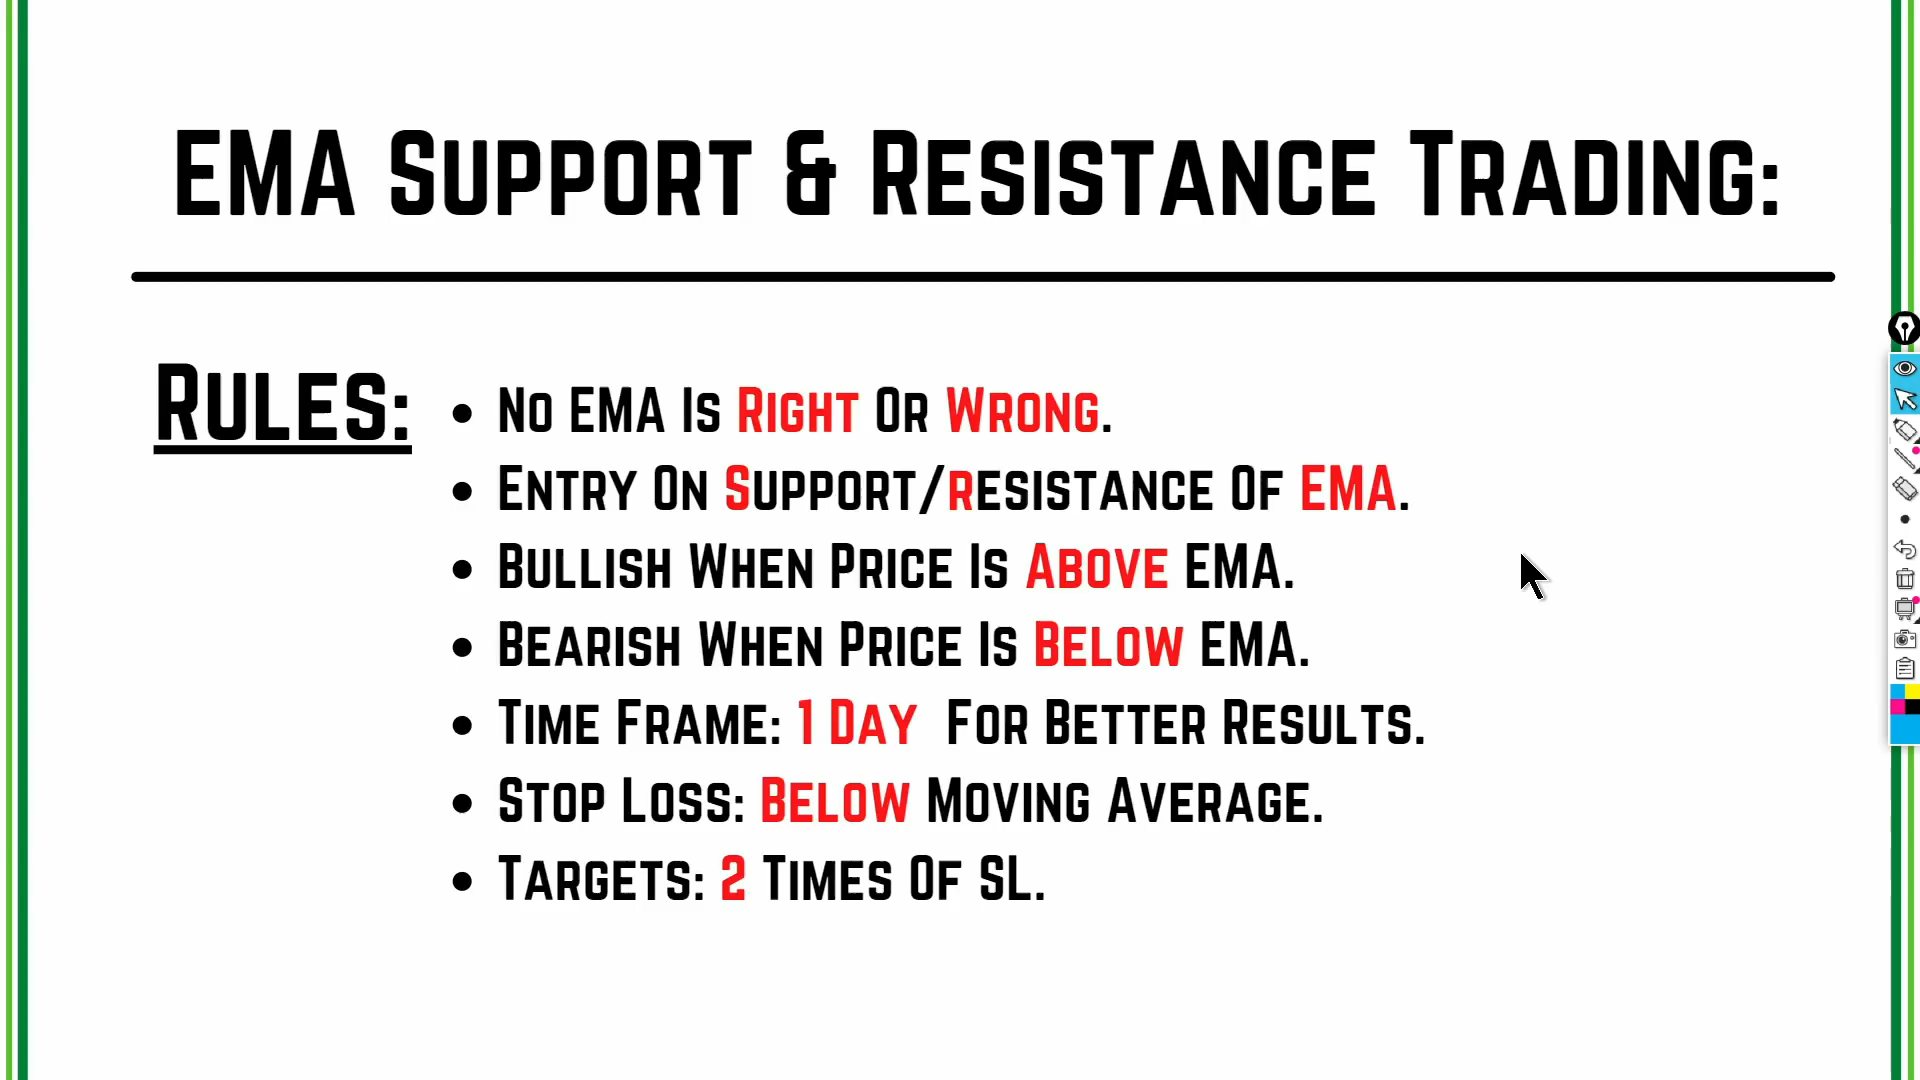 EMA Support & Resistance Trading:
Rules:
• No EMA Is Right Or Wrong.
• Entry On Support/resistance Of EMA.
• Bullish When Price Is Above EMA.
• Bearish When Price Is Below EMA.
• Time Frame: 1 Day For Better Results.
• Stop Loss: Below Moving Average.
• Targets: 2 Times Of SL.